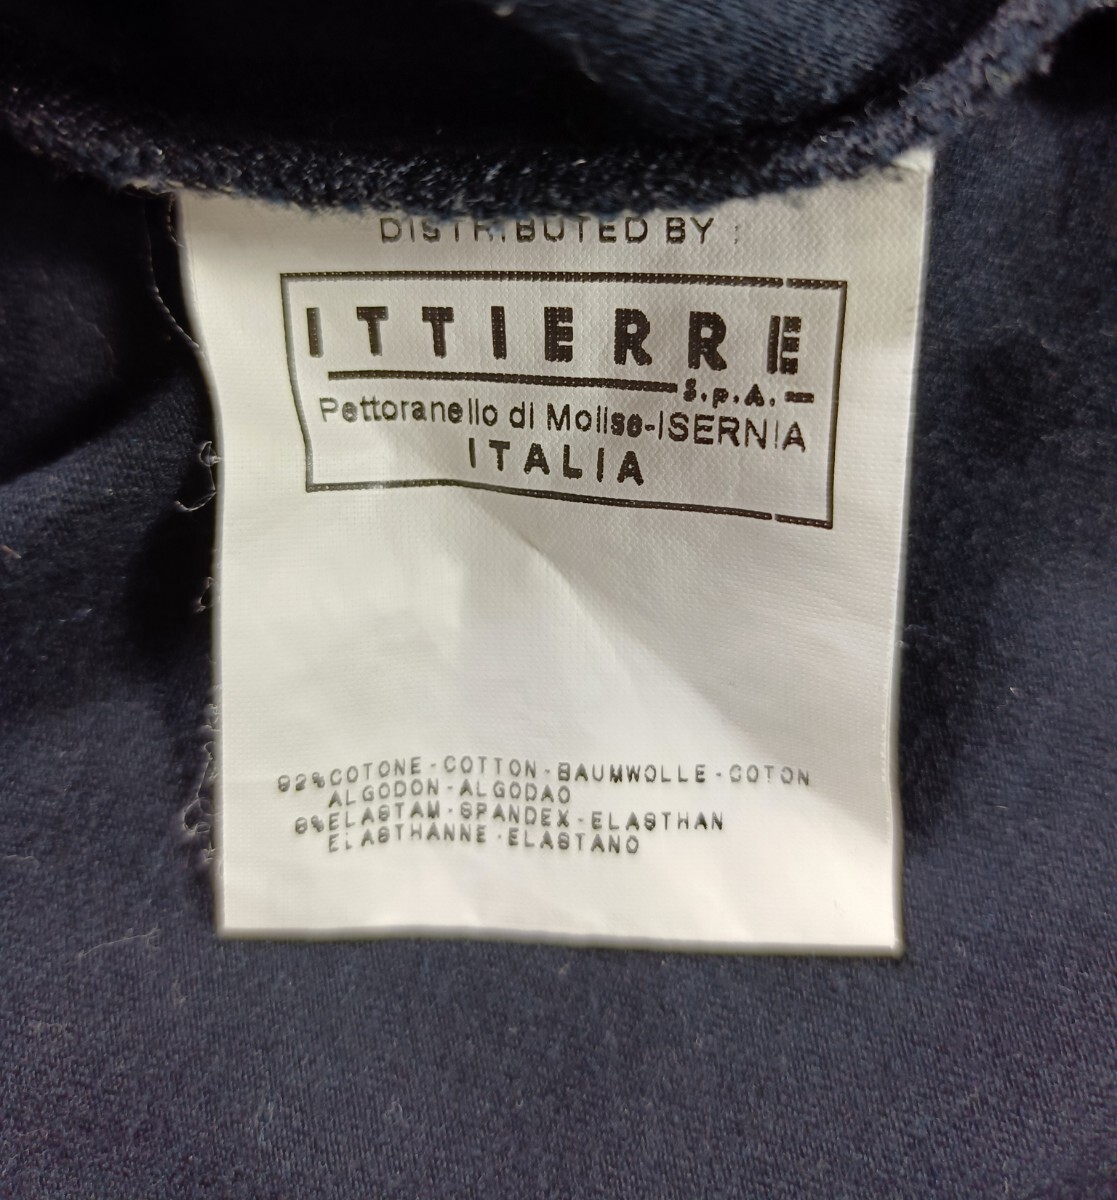 DISTRIBUTED BY :
ITTIERRE
S.p.A.
Pettoranello di Molise-ISERNIA
ITALIA
92%COTONE-COTTON-BAUMWOLLE-COTON
ALGODON-ALGODAO
8%ELASTAM-SPANDEX-ELASTHAN
ELASTHANNE-ELASTANO